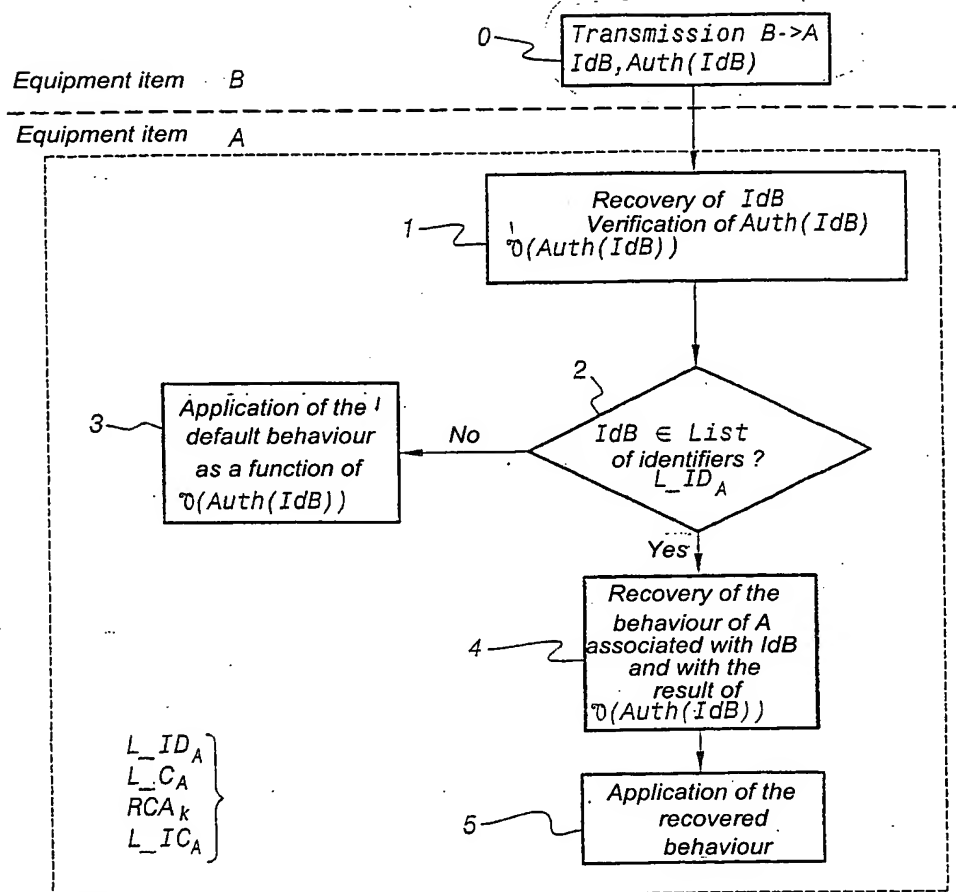 0
Transmission B->A
IdB,Auth(IdB)
Equipment item B
Equipment item A
1
Recovery of IdB
Verification of Auth(IdB)
𝔳(Auth(IdB))
2
IdB ∈ List
of identifiers ?
L_ID_A
No
3
Application of the
default behaviour
as a function of
𝔳(Auth(IdB))
Yes
4
Recovery of the
behaviour of A
associated with IdB
and with the
result of
𝔳(Auth(IdB))
5
Application of the
recovered
behaviour
L_ID_A
L_C_A
RCA_k
L_IC_A